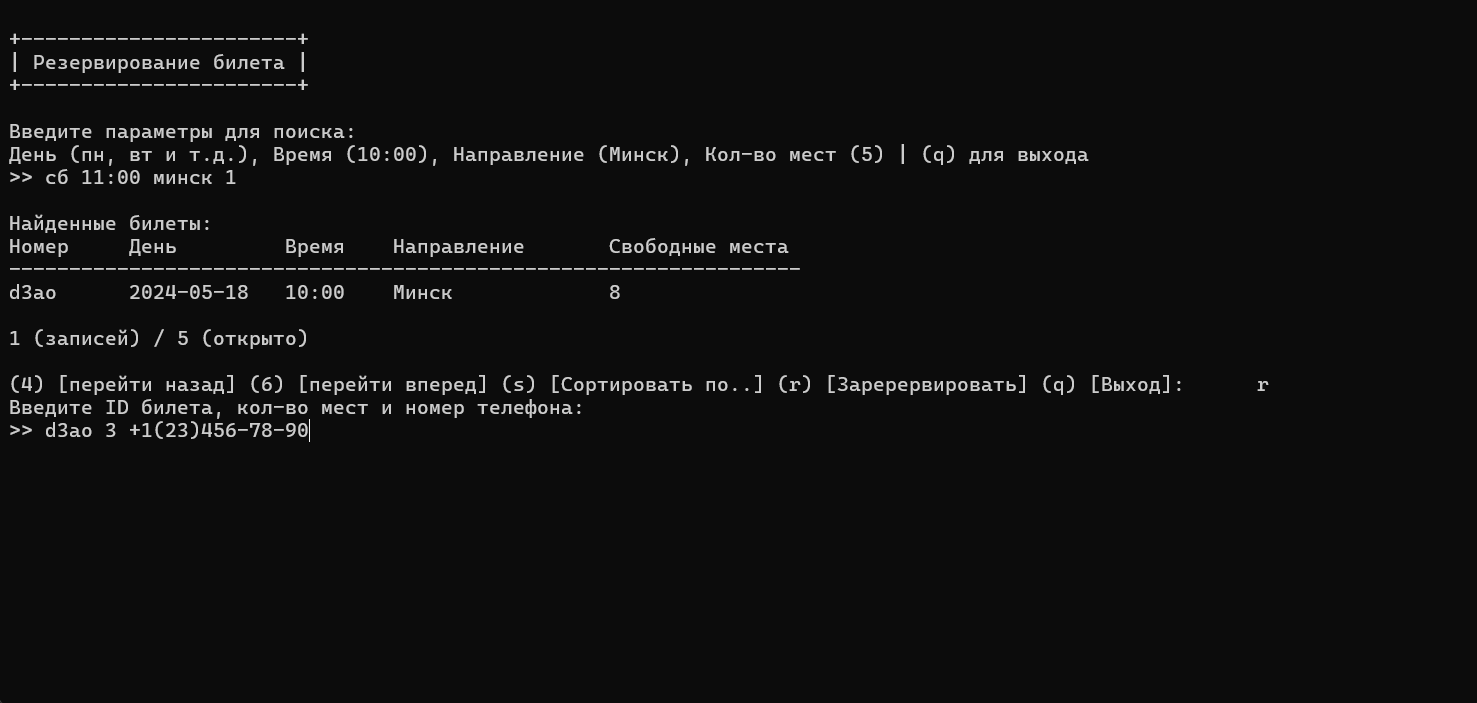 +-----------------------+
| Резервирование билета |
+-----------------------+
Введите параметры для поиска:
День (пн, вт и т.д.), Время (10:00), Направление (Минск), Кол-во мест (5) | (q) для выхода
>> сб 11:00 минск 1
Найденные билеты:
Номер     День         Время    Направление       Свободные места
------------------------------------------------------------------
d3ao      2024-05-18   10:00    Минск             8
1 (записей) / 5 (открыто)
(4) [перейти назад] (6) [перейти вперед] (s) [Сортировать по..] (r) [Зарерервировать] (q) [Выход]:      r
Введите ID билета, кол-во мест и номер телефона:
>> d3ao 3 +1(23)456-78-90